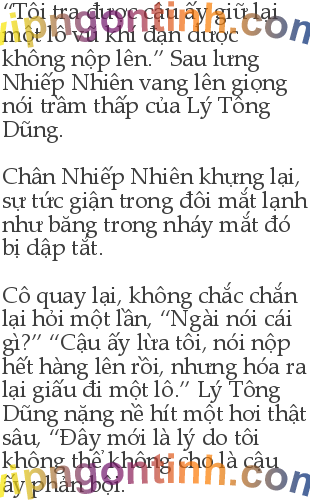 “Tôi tra được cậu ấy giữ lại
một lô vũ khí đạn dược
không nộp lên.” Sau lưng
Nhiếp Nhiên vang lên giọng
nói trầm thấp của Lý Tông
Dũng.
Chân Nhiếp Nhiên khựng lại,
sự tức giận trong đôi mắt lạnh
như băng trong nháy mắt đó
bị dập tắt.
Cô quay lại, không chắc chắn
lại hỏi một lần, “Ngài nói cái
gì?” “Cậu ấy lừa tôi, nói nộp
hết hàng lên rồi, nhưng hóa ra
lại giấu đi một lô.” Lý Tông
Dũng nặng nề hít một hơi thật
sâu, “Đây mới là lý do tôi
không thể không cho là cậu
ấy phản bội.”
vipngontinh.com
vipngontinh.com